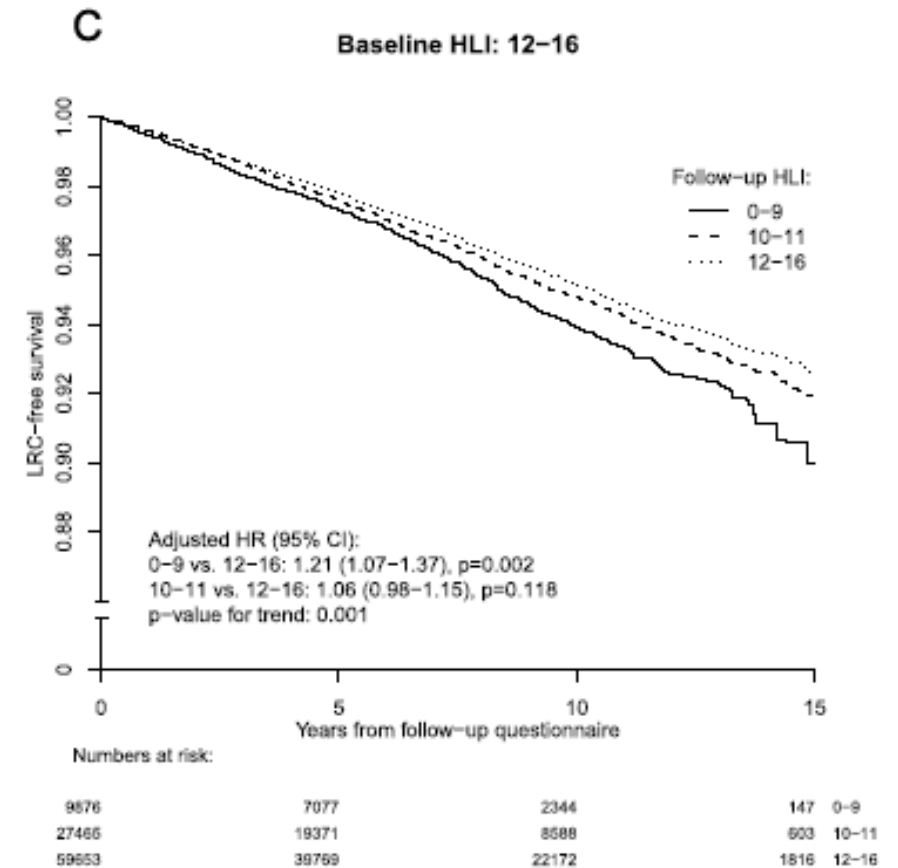 C
Baseline HLI: 12−16
1.00
0.98
0.96
0.94
0.92
0.90
0.88
0
LRC−free survival
Follow−up HLI:
0−9
10−11
12−16
Adjusted HR (95% CI):
0−9 vs. 12−16: 1.21 (1.07−1.37), p=0.002
10−11 vs. 12−16: 1.06 (0.98−1.15), p=0.118
p−value for trend: 0.001
0 5 10 15
Years from follow−up questionnaire
Numbers at risk:
9876 7077 2344 147 0−9
27465 19371 8588 603 10−11
59653 39769 22172 1816 12−16